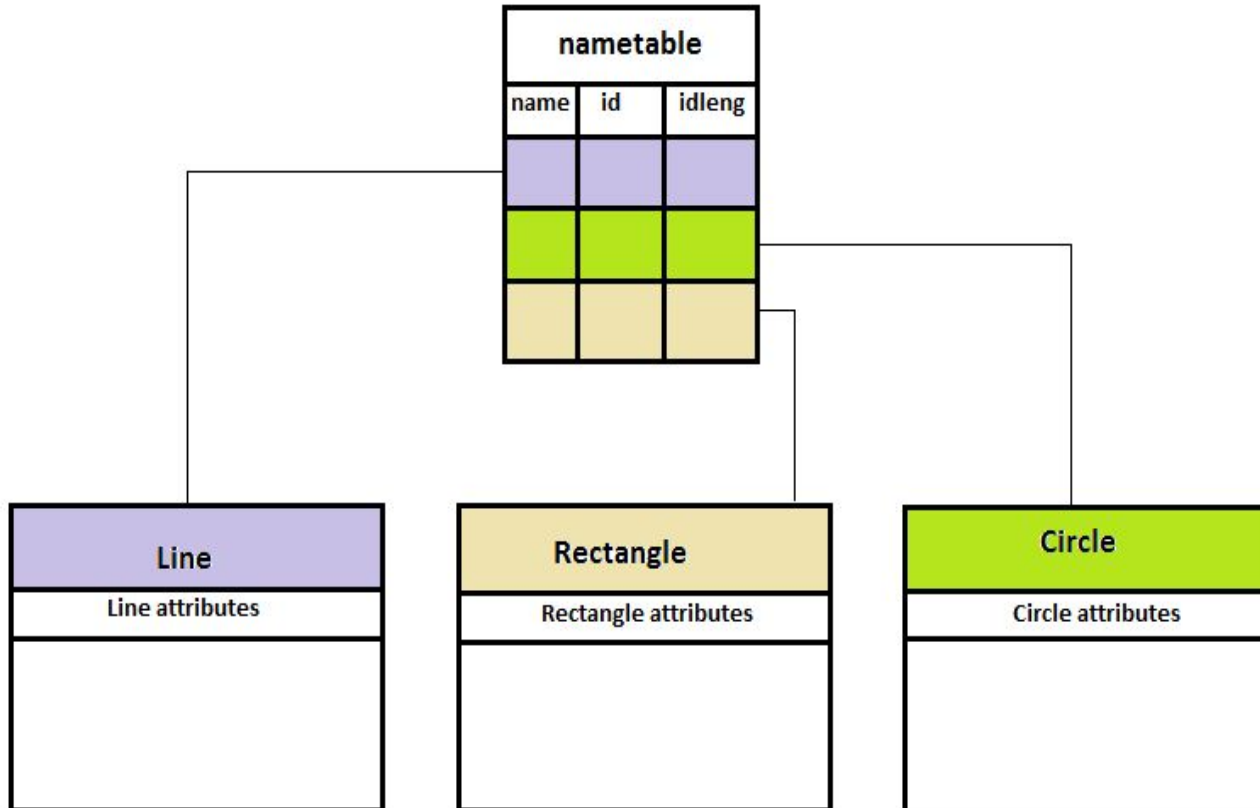 nametable
name id idleng
Line
Line attributes
Rectangle
Rectangle attributes
Circle
Circle attributes